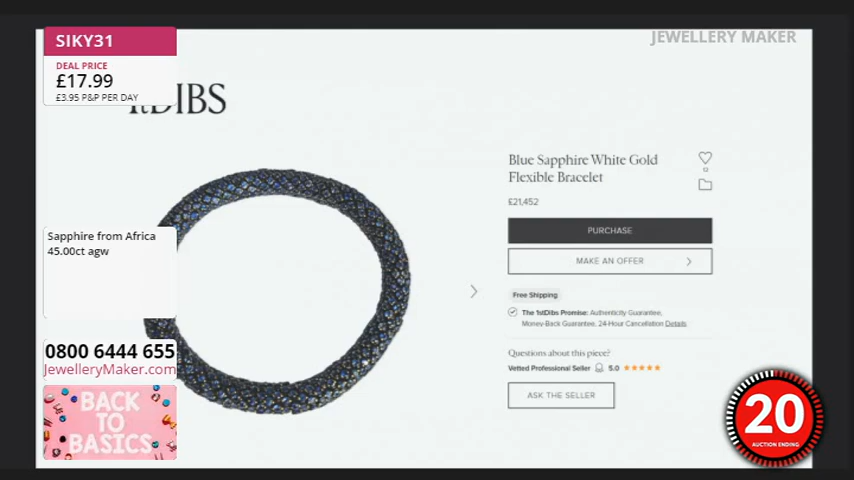 SIKY31
DEAL PRICE
£17.99
£3.95 P&P PER DAY
JEWELLERY MAKER
1stDIBS
Blue Sapphire White Gold
Flexible Bracelet
£21,452
PURCHASE
MAKE AN OFFER
Free Shipping
The 1stDibs Promise: Authenticity Guarantee,
Money-Back Guarantee, 24-Hour Cancellation Details
Questions about this piece?
Vetted Professional Seller 5.0
ASK THE SELLER
Sapphire from Africa
45.00ct agw
0800 6444 655
JewelleryMaker.com
BACK
TO
BASICS
20
AUCTION ENDING